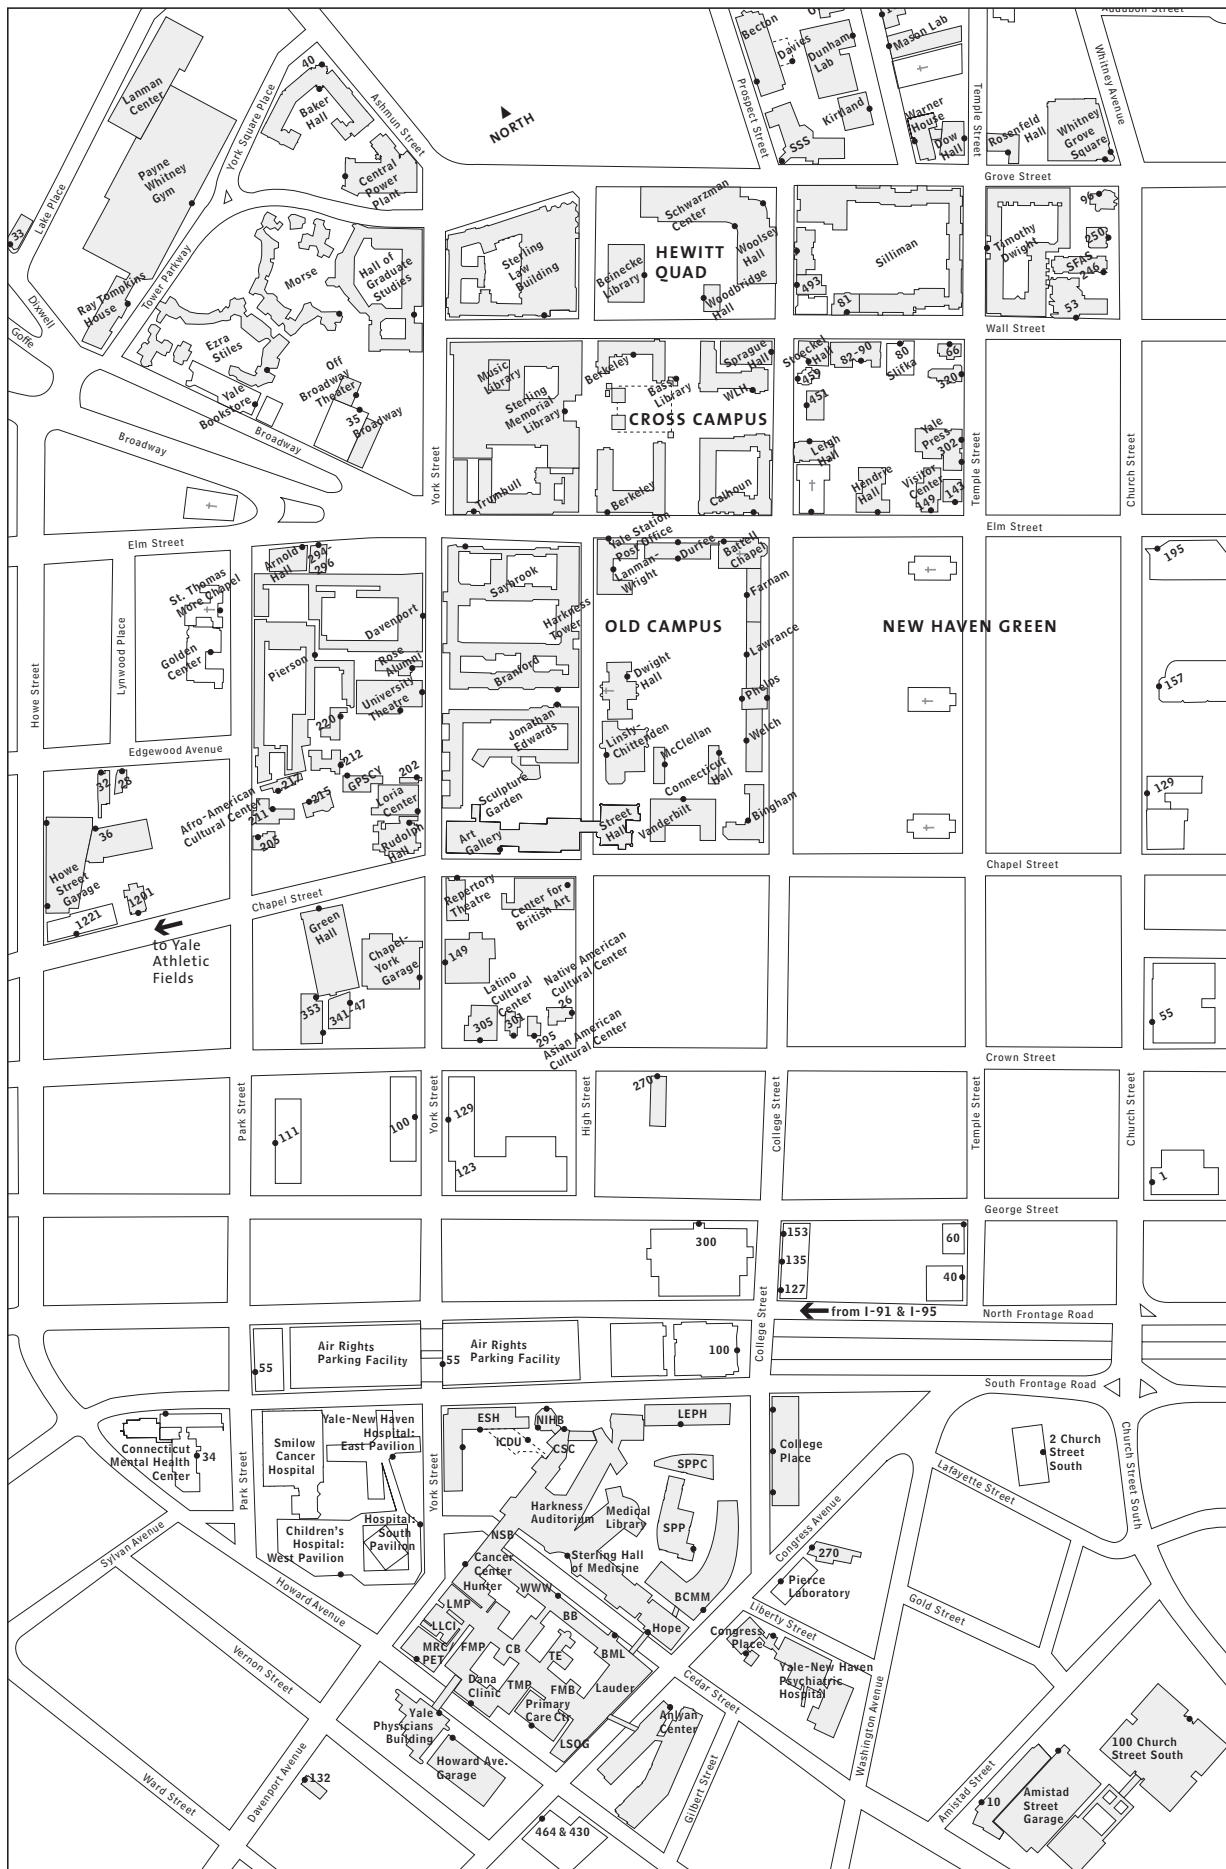 Audubon Street
Becton
Davies
Dunham
Lab
Mason Lab
Whitney Avenue
Lanman
Center
40
Baker
Hall
Ashmun Street
York Square Place
NORTH
Prospect Street
Kirkland
SSS
Warner
House
Dow
Hall
Temple Street
Rosenfeld
Hall
Whitney
Grove
Square
Payne
Whitney
Gym
Central
Power
Plant
Lake Place
33
Grove Street
Schwarzman
Center
Woolsey
Hall
HEWITT
QUAD
Beinecke
Library
Woodbridge
Hall
Sterling
Law
Building
Silliman
493
81
Timothy
Dwight
96
250
SFAS
246
53
Tower Parkway
Morse
Hall of
Graduate
Studies
Ray Tompkins
House
Dixwell
Goffe
Ezra
Stiles
Wall Street
Off
Broadway
Theater
Yale
Bookstore
35
Broadway
Broadway
Broadway
Music
Library
Sterling
Memorial
Library
Berkeley
Bass
Library
Sprague
Hall
WLH
CROSS CAMPUS
Stoeckel
Hall
459
451
82-90
80
Slifka
66
320
Leigh
Hall
Yale
Press
302
Hendrie
Hall
Visitor
Center
149
143
York Street
Trumbull
Berkeley
Calhoun
Temple Street
Church Street
Elm Street
Elm Street
Arnold
Hall
294-
296
Yale Station
Post Office
Lanman-
Wright
Durfee
Battell
Chapel
195
St. Thomas
More Chapel
Golden
Center
Lynwood Place
Howe Street
Davenport
Pierson
Rose
Alumni
University
Theatre
220
Saybrook
Harkness
Tower
Branford
OLD CAMPUS
Farnam
Lawrance
NEW HAVEN GREEN
Dwight
Hall
Phelps
157
Jonathan
Edwards
Linsly-
Chittenden
McClellan
Welch
Connecticut
Hall
Edgewood Avenue
32
28
36
Afro-American
Cultural Center
217
211
205
215
212
GPSCY
202
Loria
Center
Rudolph
Hall
Sculpture
Garden
Art
Gallery
Street
Hall
Vanderbilt
Bingham
129
Howe
Street
Garage
1201
1221
Chapel Street
Chapel Street
to Yale
Athletic
Fields
Green
Hall
Chapel-
York
Garage
353
341-47
Repertory
Theatre
Center for
British Art
149
Latino
Cultural
Center
Native American
Cultural Center
26
305
301
295
Asian American
Cultural Center
55
Crown Street
Park Street
111
100
York Street
129
123
High Street
270
College Street
Temple Street
Church Street
1
George Street
300
153
135
127
60
40
from I-91 & I-95
North Frontage Road
College Street
55
Air Rights
Parking Facility
55
Air Rights
Parking Facility
100
South Frontage Road
Connecticut
Mental Health
Center
34
Park Street
Smilow
Cancer
Hospital
Yale-New Haven
Hospital:
East Pavilion
York Street
ESH
NIHB
ICDU
CSC
LEPH
SPPC
College
Place
2 Church
Street
South
Church Street South
Lafayette Street
Harkness
Auditorium
Medical
Library
SPP
Children's
Hospital:
West Pavilion
Hospital:
South
Pavilion
NSB
Sterling Hall
of Medicine
BCMM
Congress Avenue
270
Pierce
Laboratory
Gold Street
Sylvan Avenue
Howard Avenue
Cancer
Center
Hunter
WWW
LMP
LLCI
BB
Hope
MRC/
PET
FMP
CB
TE
BML
Liberty Street
Congress
Place
Yale-New Haven
Psychiatric
Hospital
Vernon Street
Dana
Clinic
TMP
FMB
Lauder
Primary
Care Ctr.
LSOG
Cedar Street
Anlyan
Center
Washington Avenue
Yale
Physicians
Building
Howard Ave.
Garage
100 Church
Street South
Ward Street
Davenport Avenue
132
464 & 430
Gilbert Street
Amistad Street
10
Amistad
Street
Garage